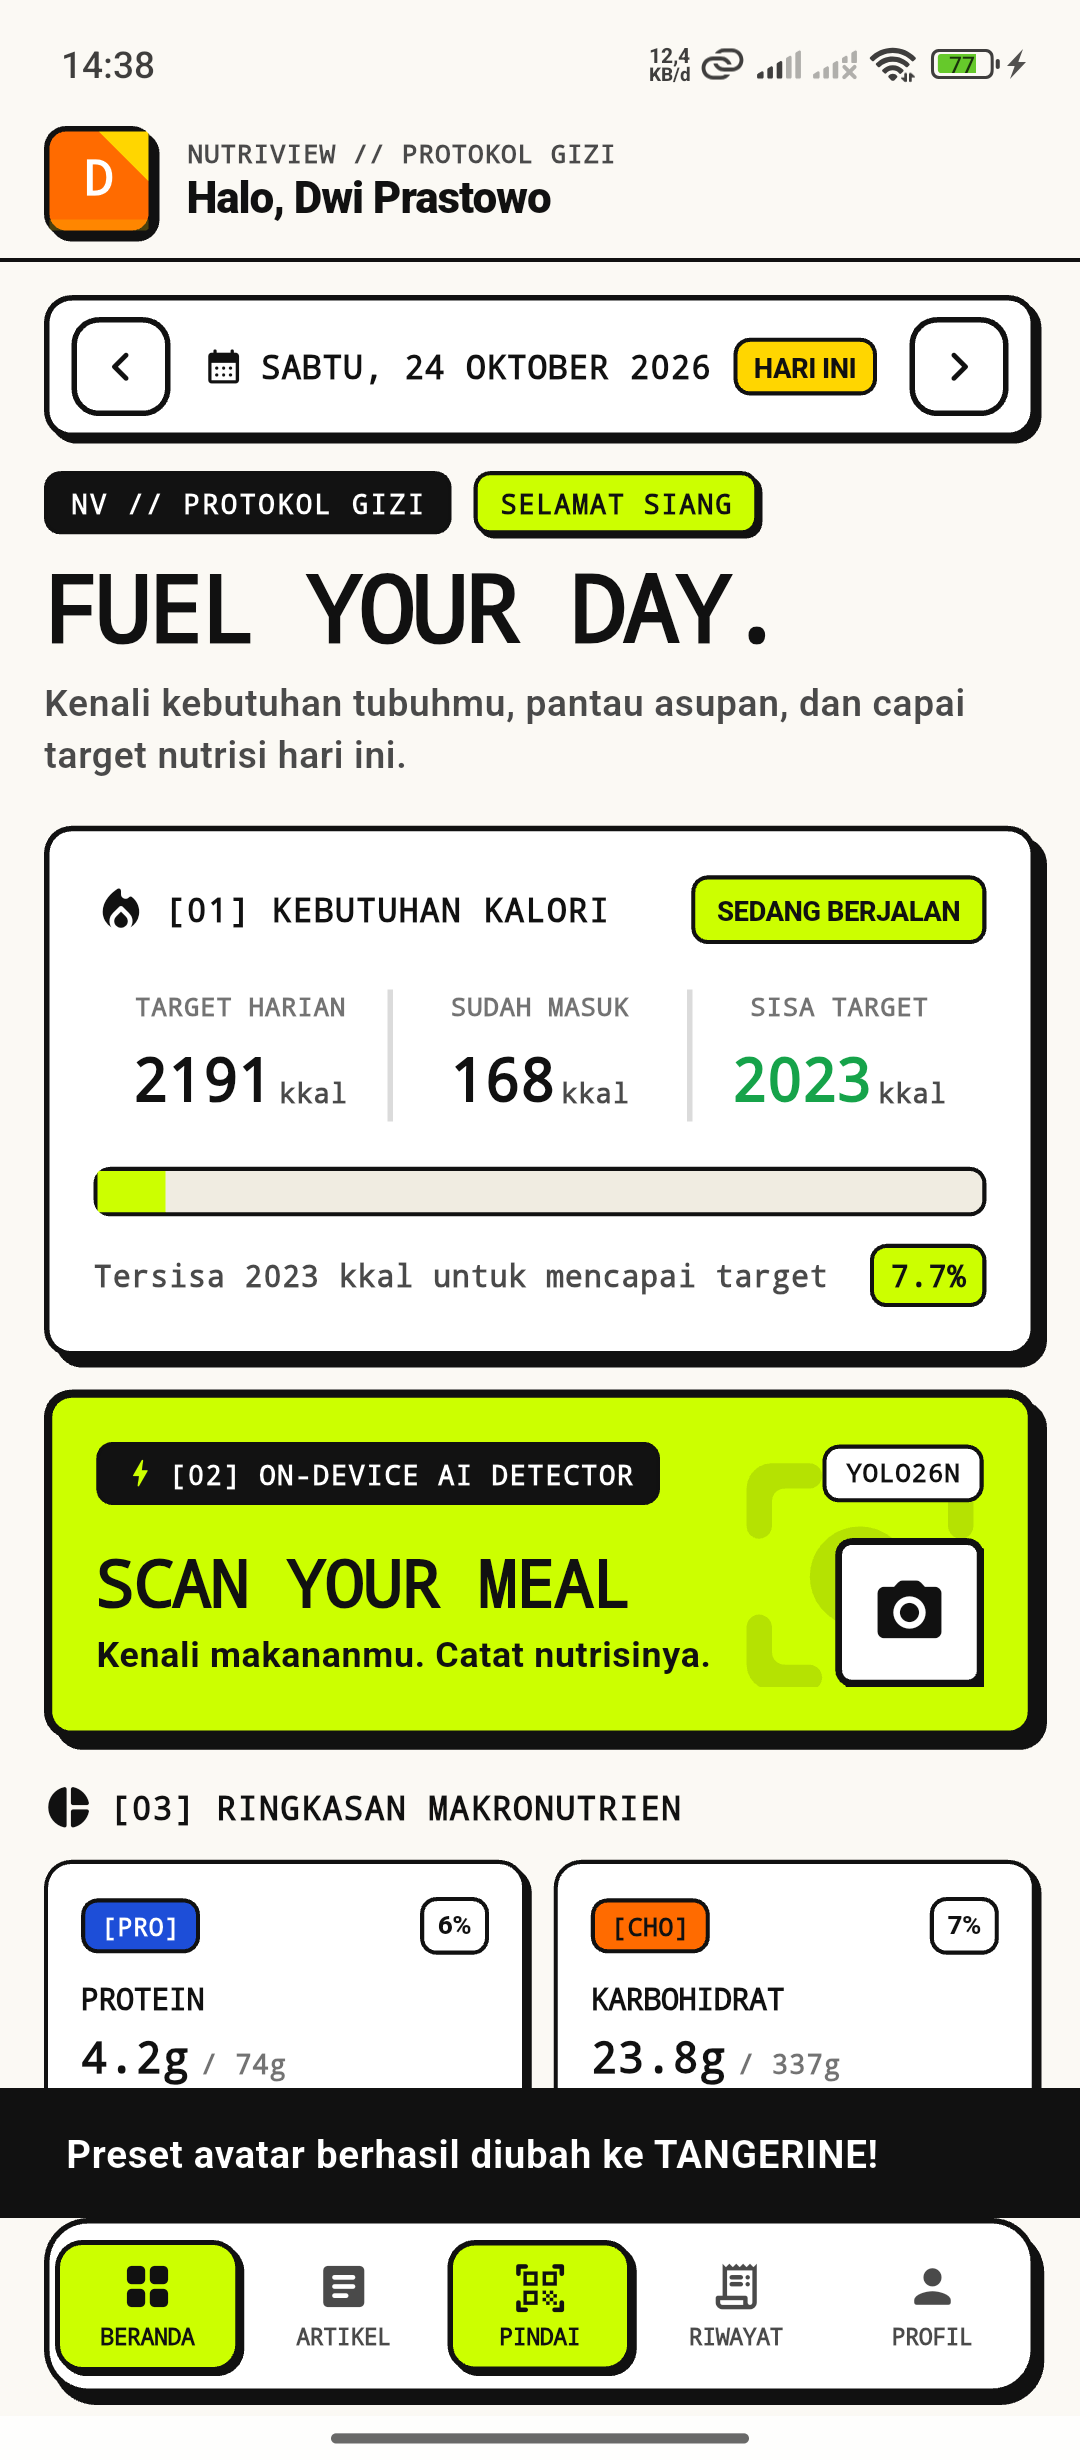 14:38
12,4
KB/d
77
D
NUTRIVIEW // PROTOKOL GIZI
Halo, Dwi Prastowo
SABTU, 24 OKTOBER 2026
HARI INI
NV // PROTOKOL GIZI
SELAMAT SIANG
FUEL YOUR DAY.
Kenali kebutuhan tubuhmu, pantau asupan, dan capai
target nutrisi hari ini.
[01] KEBUTUHAN KALORI
SEDANG BERJALAN
TARGET HARIAN
SUDAH MASUK
SISA TARGET
2191 kkal
168 kkal
2023 kkal
Tersisa 2023 kkal untuk mencapai target
7.7%
[02] ON-DEVICE AI DETECTOR
YOLO26N
SCAN YOUR MEAL
Kenali makananmu. Catat nutrisinya.
[03] RINGKASAN MAKRONUTRIEN
[PRO]
6%
PROTEIN
4.2g / 74g
[CHO]
7%
KARBOHIDRAT
23.8g / 337g
Preset avatar berhasil diubah ke TANGERINE!
BERANDA
ARTIKEL
PINDAI
RIWAYAT
PROFIL